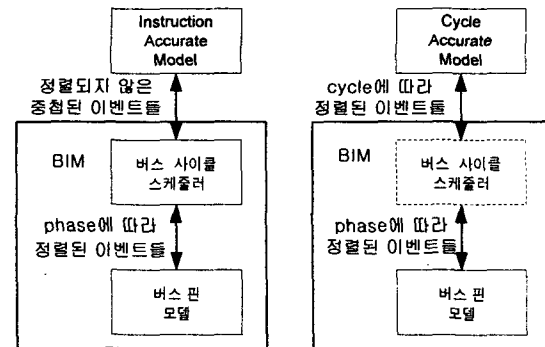 Instruction
Accurate
Model
정렬되지 않은
중첩된 이벤트들
BIM
버스 사이클
스케줄러
phase에 따라
정렬된 이벤트들
버스 핀
모델
Cycle
Accurate
Model
cycle에 따라
정렬된 이벤트들
BIM
버스 사이클
스케줄러
phase에 따라
정렬된 이벤트들
버스 핀
모델